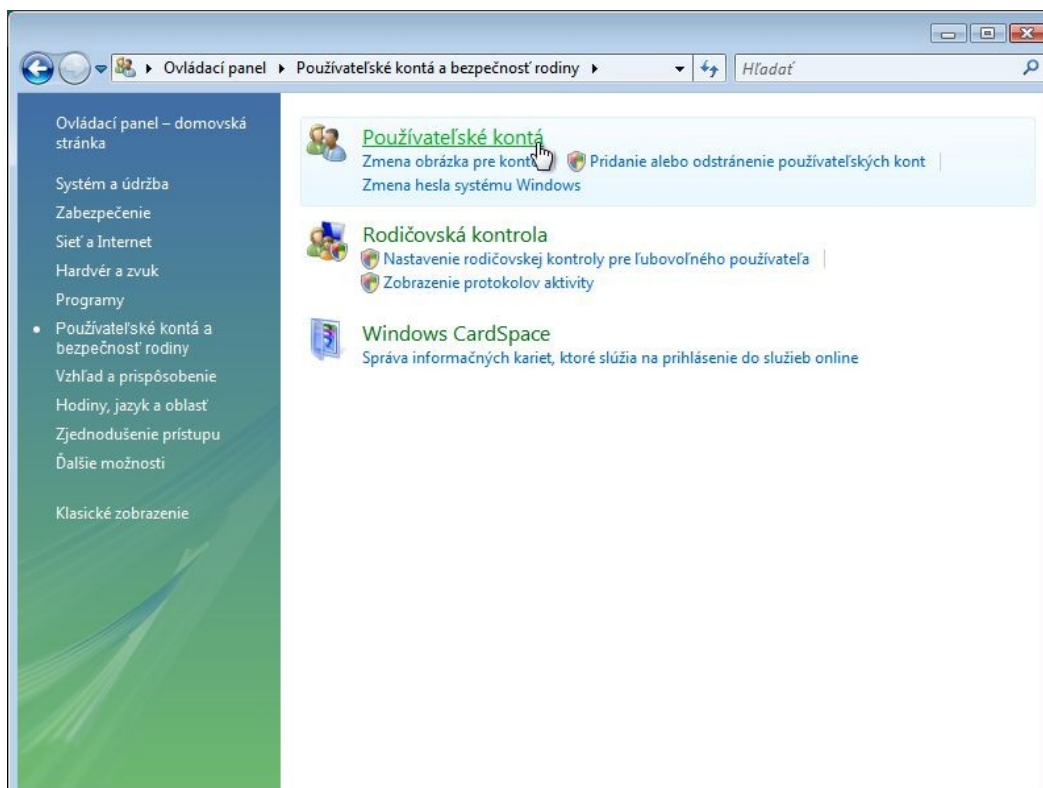 Ovládací panel
Používateľské kontá a bezpečnosť rodiny
Hľadať
Ovládací panel – domovská
stránka
Systém a údržba
Zabezpečenie
Sieť a Internet
Hardvér a zvuk
Programy
Používateľské kontá a
bezpečnosť rodiny
Vzhľad a prispôsobenie
Hodiny, jazyk a oblasť
Zjednodušenie prístupu
Ďalšie možnosti
Klasické zobrazenie
Používateľské kontá
Zmena obrázka pre Pridanie alebo odstránenie používateľských kont
Zmena hesla systému Windows
Rodičovská kontrola
Nastavenie rodičovskej kontroly pre ľubovoľného používateľa
Zobrazenie protokolov aktivity
Windows CardSpace
Správa informačných kariet, ktoré slúžia na prihlásenie do služieb online